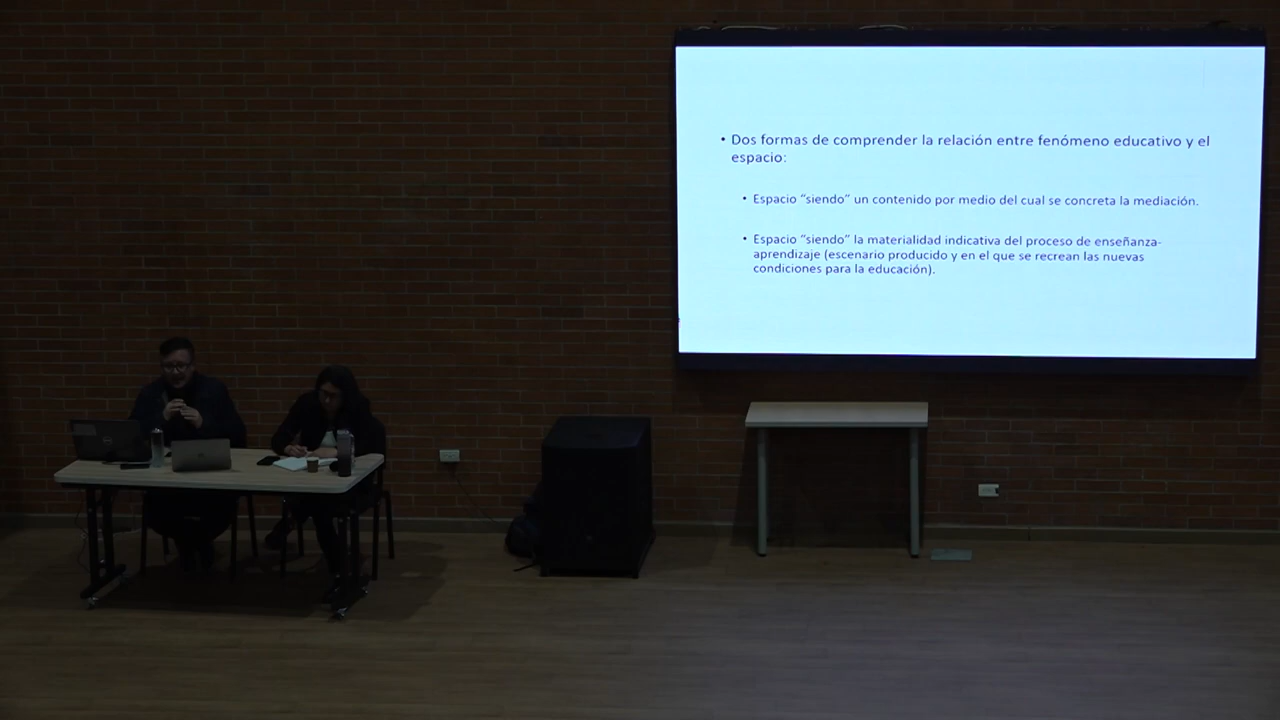 • Dos formas de comprender la relación entre fenómeno educativo y el
espacio:
• Espacio “siendo” un contenido por medio del cual se concreta la mediación.
• Espacio “siendo” la materialidad indicativa del proceso de enseñanza-
aprendizaje (escenario producido y en el que se recrean las nuevas
condiciones para la educación).